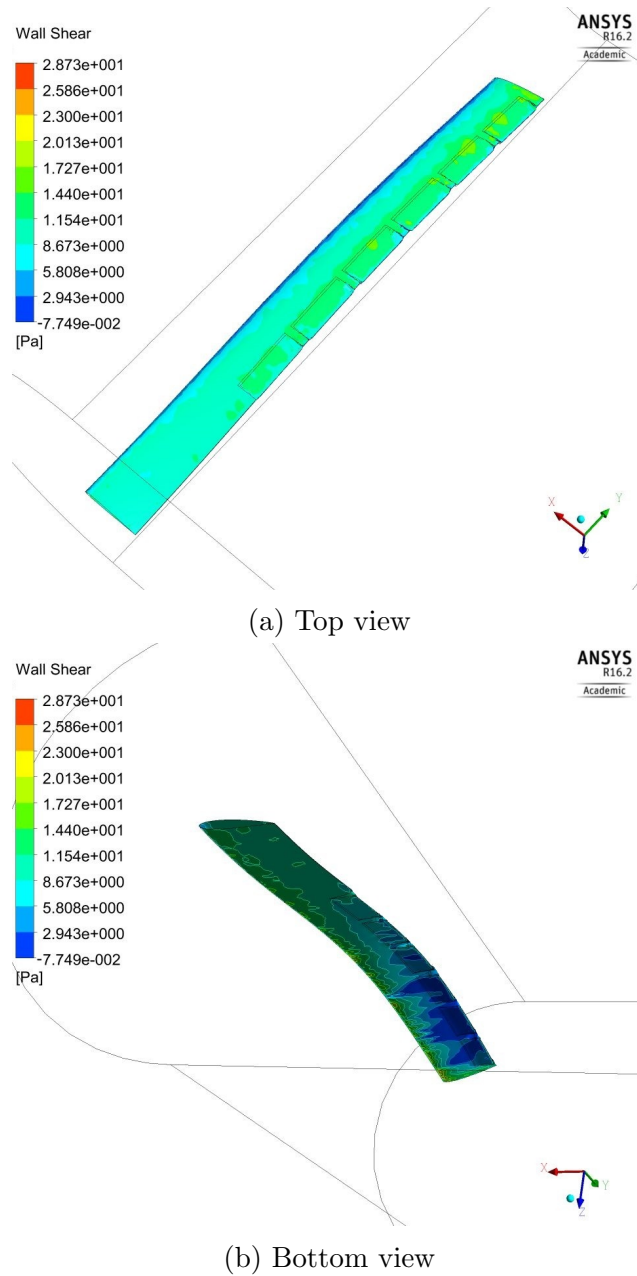 Wall Shear
2.873e+001
2.586e+001
2.300e+001
2.013e+001
1.727e+001
1.440e+001
1.154e+001
8.673e+000
5.808e+000
2.943e+000
-7.749e-002
[Pa]
ANSYS
R16.2
Academic
X
Y
Z
(a) Top view
Wall Shear
2.873e+001
2.586e+001
2.300e+001
2.013e+001
1.727e+001
1.440e+001
1.154e+001
8.673e+000
5.808e+000
2.943e+000
-7.749e-002
[Pa]
ANSYS
R16.2
Academic
X
Y
Z
(b) Bottom view